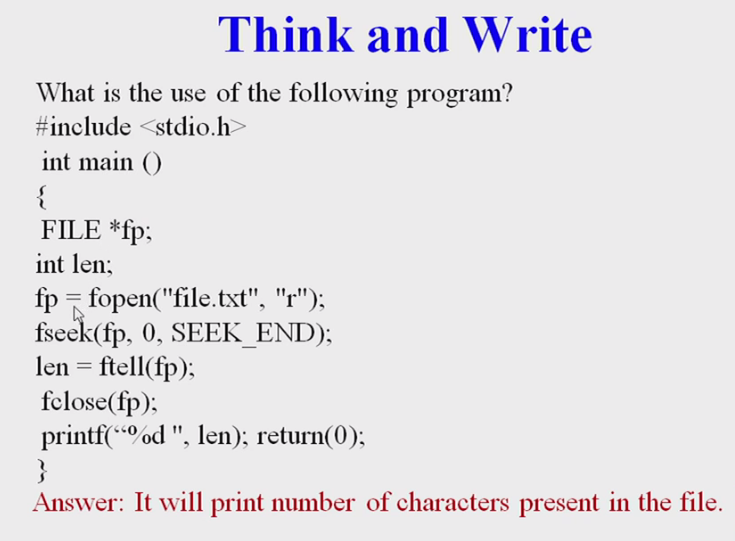 Think and Write
What is the use of the following program?
#include <stdio.h>
int main ()
{
FILE *fp;
int len;
fp = fopen("file.txt", "r");
fseek(fp, 0, SEEK_END);
len = ftell(fp);
fclose(fp);
printf(“%d ", len); return(0);
}
Answer: It will print number of characters present in the file.